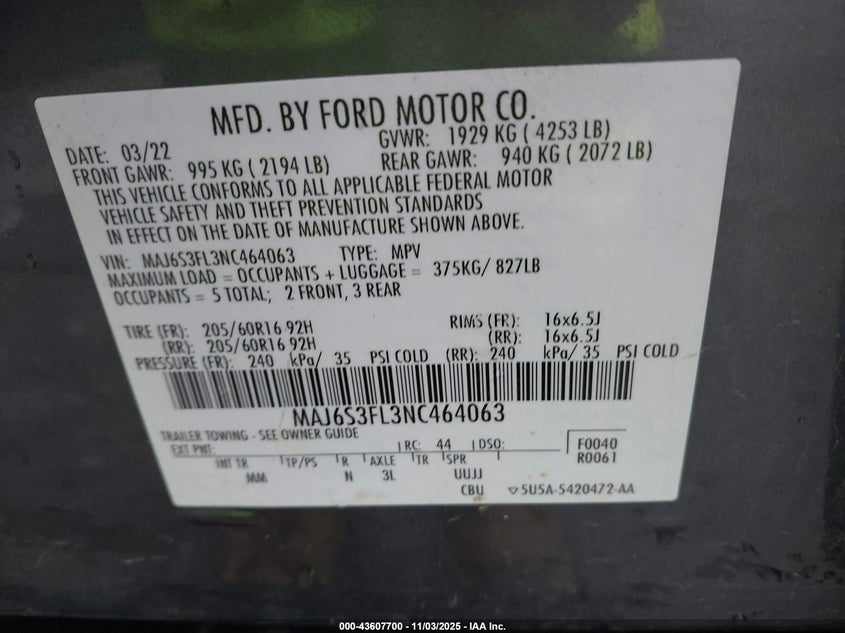 MFD. BY FORD MOTOR CO.
DATE: 03/22 GVWR: 1929 KG ( 4253 LB)
FRONT GAWR: 995 KG ( 2194 LB) REAR GAWR: 940 KG ( 2072 LB)
THIS VEHICLE CONFORMS TO ALL APPLICABLE FEDERAL MOTOR
VEHICLE SAFETY AND THEFT PREVENTION STANDARDS
IN EFFECT ON THE DATE OF MANUFACTURE SHOWN ABOVE.
VIN: MAJ6S3FL3NC464063 TYPE: MPV
MAXIMUM LOAD = OCCUPANTS + LUGGAGE = 375KG/ 827LB
OCCUPANTS = 5 TOTAL; 2 FRONT, 3 REAR
TIRE (FR): 205/60R16 92H RIMS (FR): 16x6.5J
(RR): 205/60R16 92H (RR): 16x6.5J
PRESSURE (FR): 240 kPa/ 35 PSI COLD (RR): 240 kPa/ 35 PSI COLD
MAJ6S3FL3NC464063
TRAILER TOWING - SEE OWNER GUIDE
EXT PNT: RC: 44 DSO: F0040
R0061
INT TR TP/PS R AXLE TR SPR
MM N 3L UUJJ
CBU ▽5U5A-5420472-AA
000-43607700 - 11/03/2025 - IAA Inc.